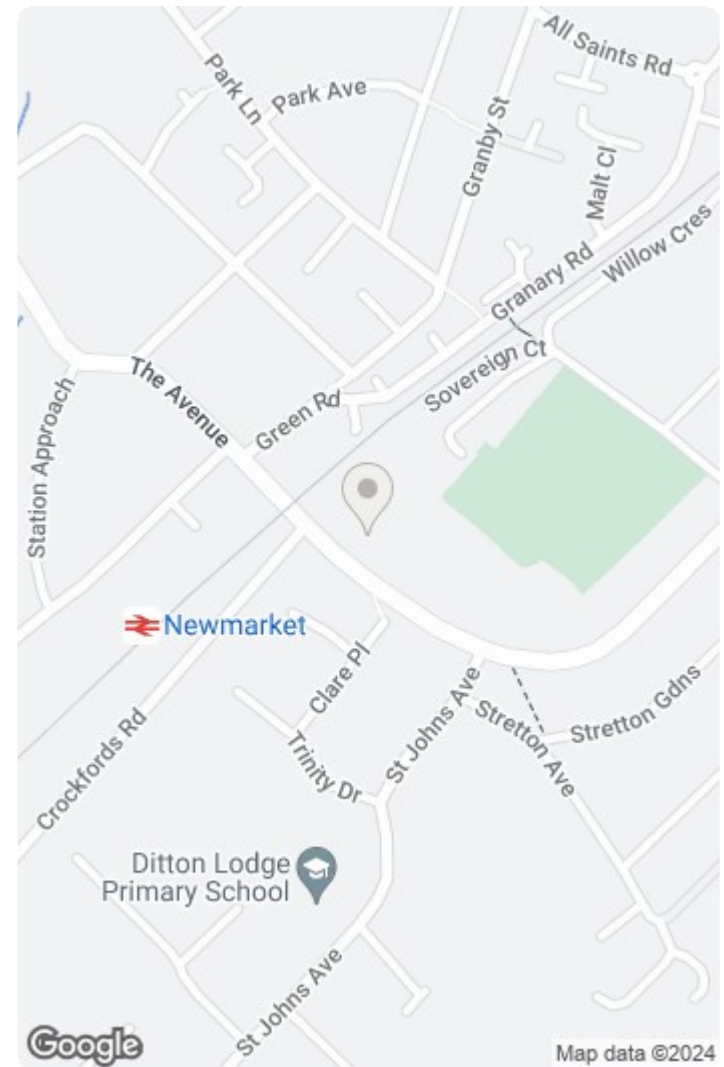 All Saints Rd
Park Ln
Park Ave
Granby St
Malt Cl
Willow Cres
Granary Rd
Sovereign Ct
The Avenue
Green Rd
Station Approach
Newmarket
Clare Pl
St Johns Ave
Stretton Gdns
Stretton Ave
Crockfords Rd
Trinity Dr
Ditton Lodge
Primary School
St Johns Ave
Google
Map data ©2024